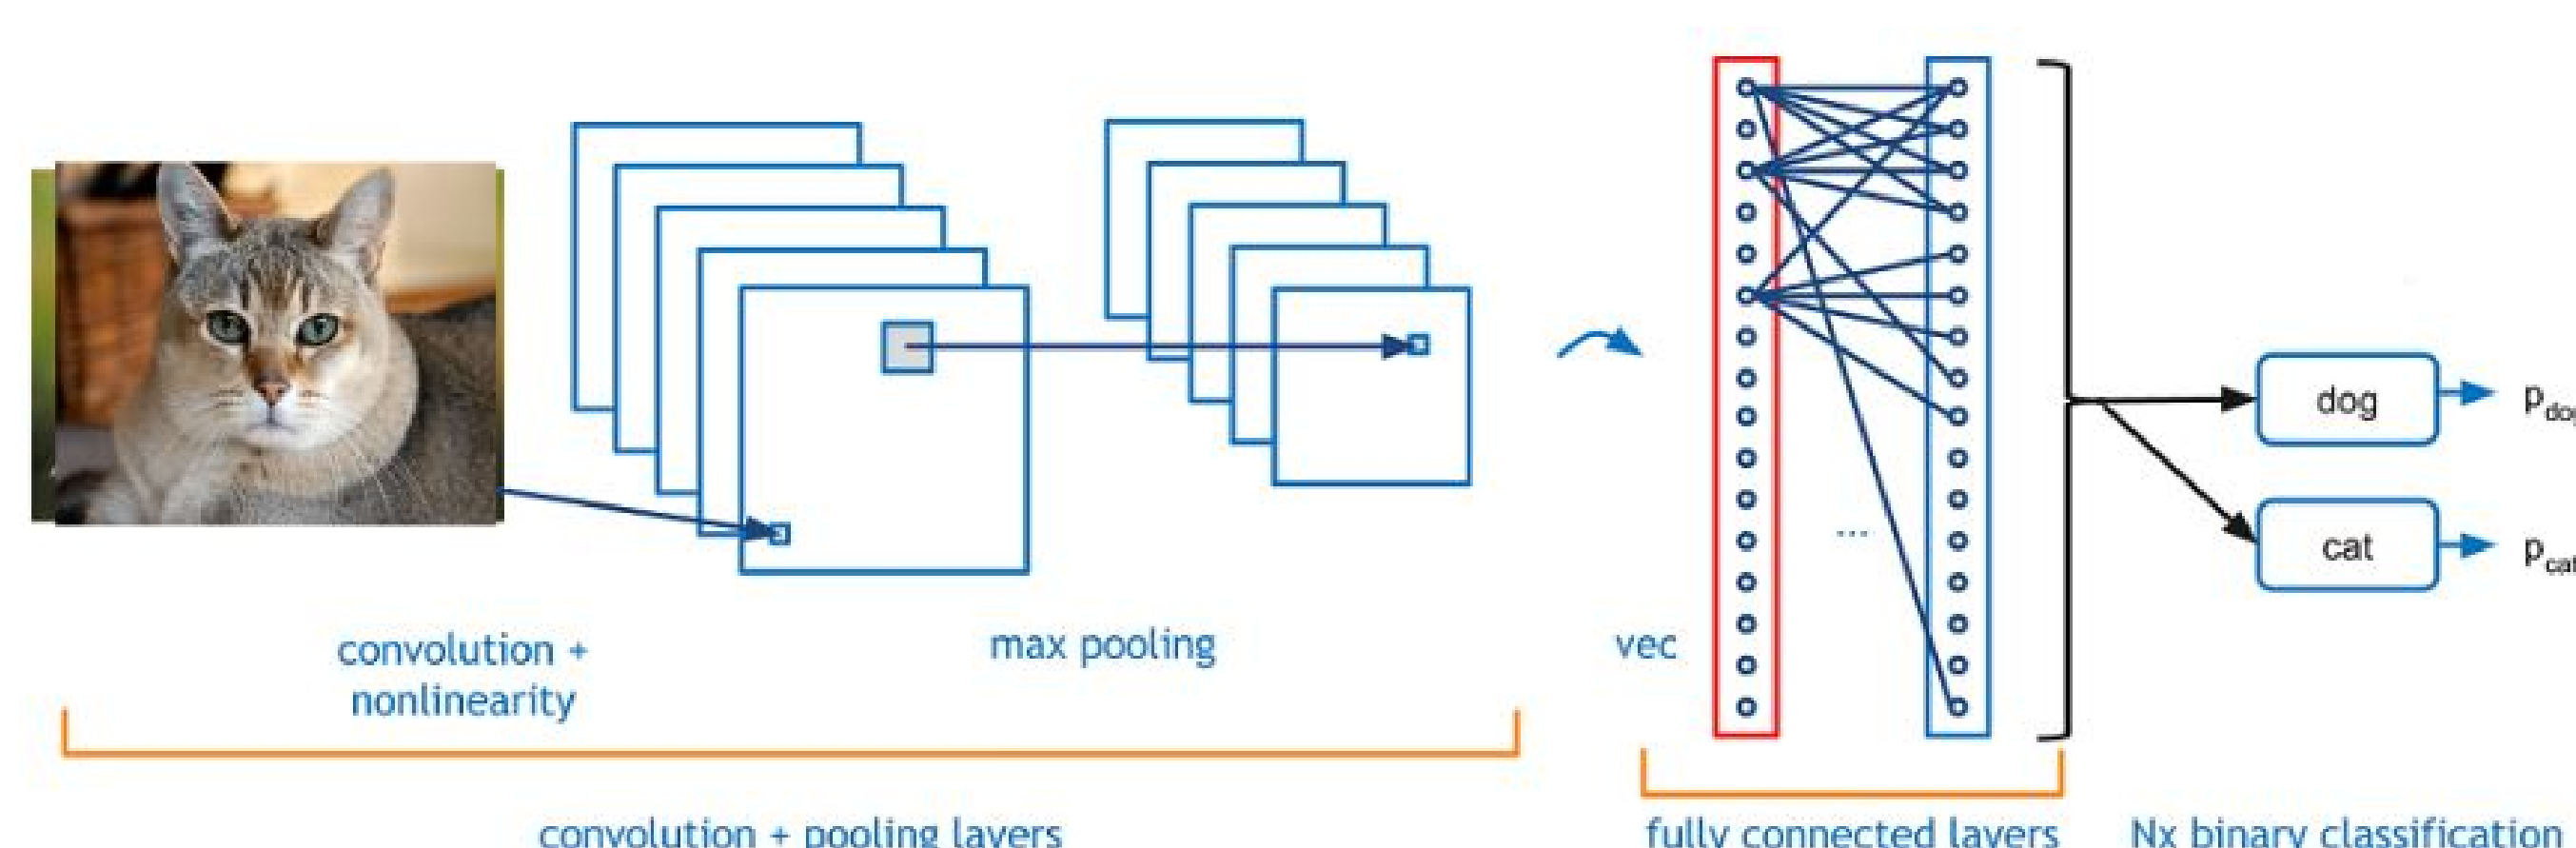 convolution +
nonlinearity
max pooling
vec
...
dog
cat
p
p
convolution + pooling layers
fully connected layers
Nx binary classification